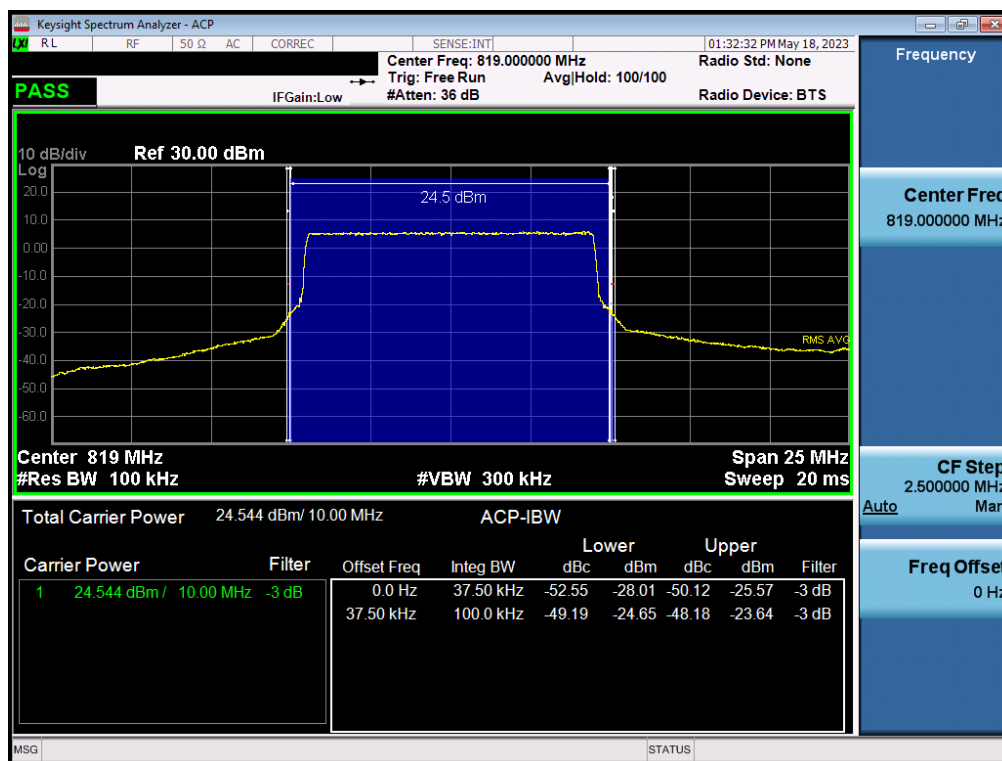 Keysight Spectrum Analyzer - ACP
LXI RL RF 50 Ω AC CORREC SENSE:INT 01:32:32 PM May 18, 2023
Center Freq: 819.000000 MHz Radio Std: None
Trig: Free Run Avg|Hold: 100/100
PASS IFGain:Low #Atten: 36 dB Radio Device: BTS
10 dB/div Ref 30.00 dBm
Log
20.0
10.0
0.00
-10.0
-20.0
-30.0
-40.0
-50.0
-60.0
24.5 dBm
RMS AVG
Center 819 MHz Span 25 MHz
#Res BW 100 kHz #VBW 300 kHz Sweep 20 ms
Total Carrier Power 24.544 dBm/ 10.00 MHz ACP-IBW
Lower Upper
Carrier Power Filter Offset Freq Integ BW dBc dBm dBc dBm Filter
1 24.544 dBm / 10.00 MHz -3 dB 0.0 Hz 37.50 kHz -52.55 -28.01 -50.12 -25.57 -3 dB
37.50 kHz 100.0 kHz -49.19 -24.65 -48.18 -23.64 -3 dB
MSG STATUS
Frequency
Center Freq
819.000000 MHz
CF Step
2.500000 MHz
Auto Man
Freq Offset
0 Hz